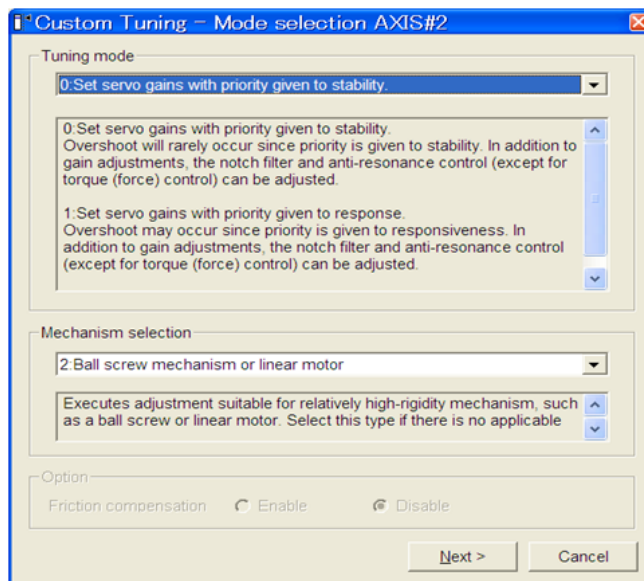 Custom Tuning - Mode selection AXIS#2
Tuning mode
0:Set servo gains with priority given to stability.
0:Set servo gains with priority given to stability.
Overshoot will rarely occur since priority is given to stability. In addition to
gain adjustments, the notch filter and anti-resonance control (except for
torque (force) control) can be adjusted.
1:Set servo gains with priority given to response.
Overshoot may occur since priority is given to responsiveness. In
addition to gain adjustments, the notch filter and anti-resonance control
(except for torque (force) control) can be adjusted.
Mechanism selection
2:Ball screw mechanism or linear motor
Executes adjustment suitable for relatively high-rigidity mechanism, such
as a ball screw or linear motor. Select this type if there is no applicable
Option
Friction compensation Enable Disable
Next > Cancel